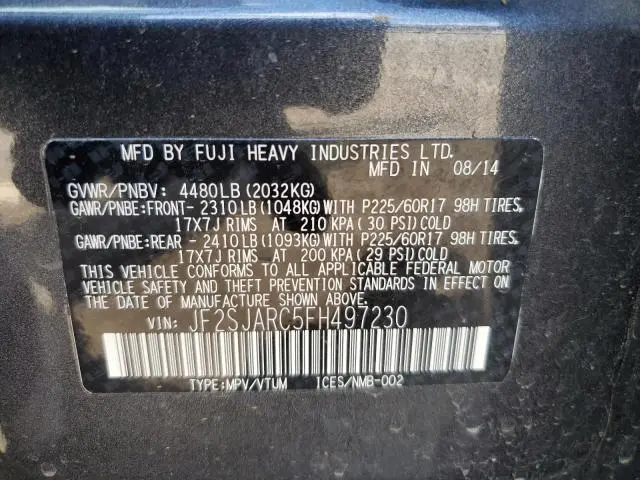 MFD BY FUJI HEAVY INDUSTRIES LTD.
MFD IN 08/14
GVWR/PNBV: 4480LB (2032KG)
GAWR/PNBE:FRONT- 2310LB (1048KG) WITH P225/60R17 98H TIRES,
17X7J RIMS AT 210 KPA ( 30 PSI) COLD
GAWR/PNBE:REAR - 2410LB (1093KG) WITH P225/60R17 98H TIRES,
17X7J RIMS AT 200 KPA (29 PSI) COLD
THIS VEHICLE CONFORMS TO ALL APPLICABLE FEDERAL MOTOR
VEHICLE SAFETY AND THEFT PREVENTION STANDARDS IN EFFECT ON
THE DATE OF MANUFACTURE SHOWN ABOVE.
VIN: JF2SJARC5FH497230
TYPE:MPV/VTUM ICES/NMB-002